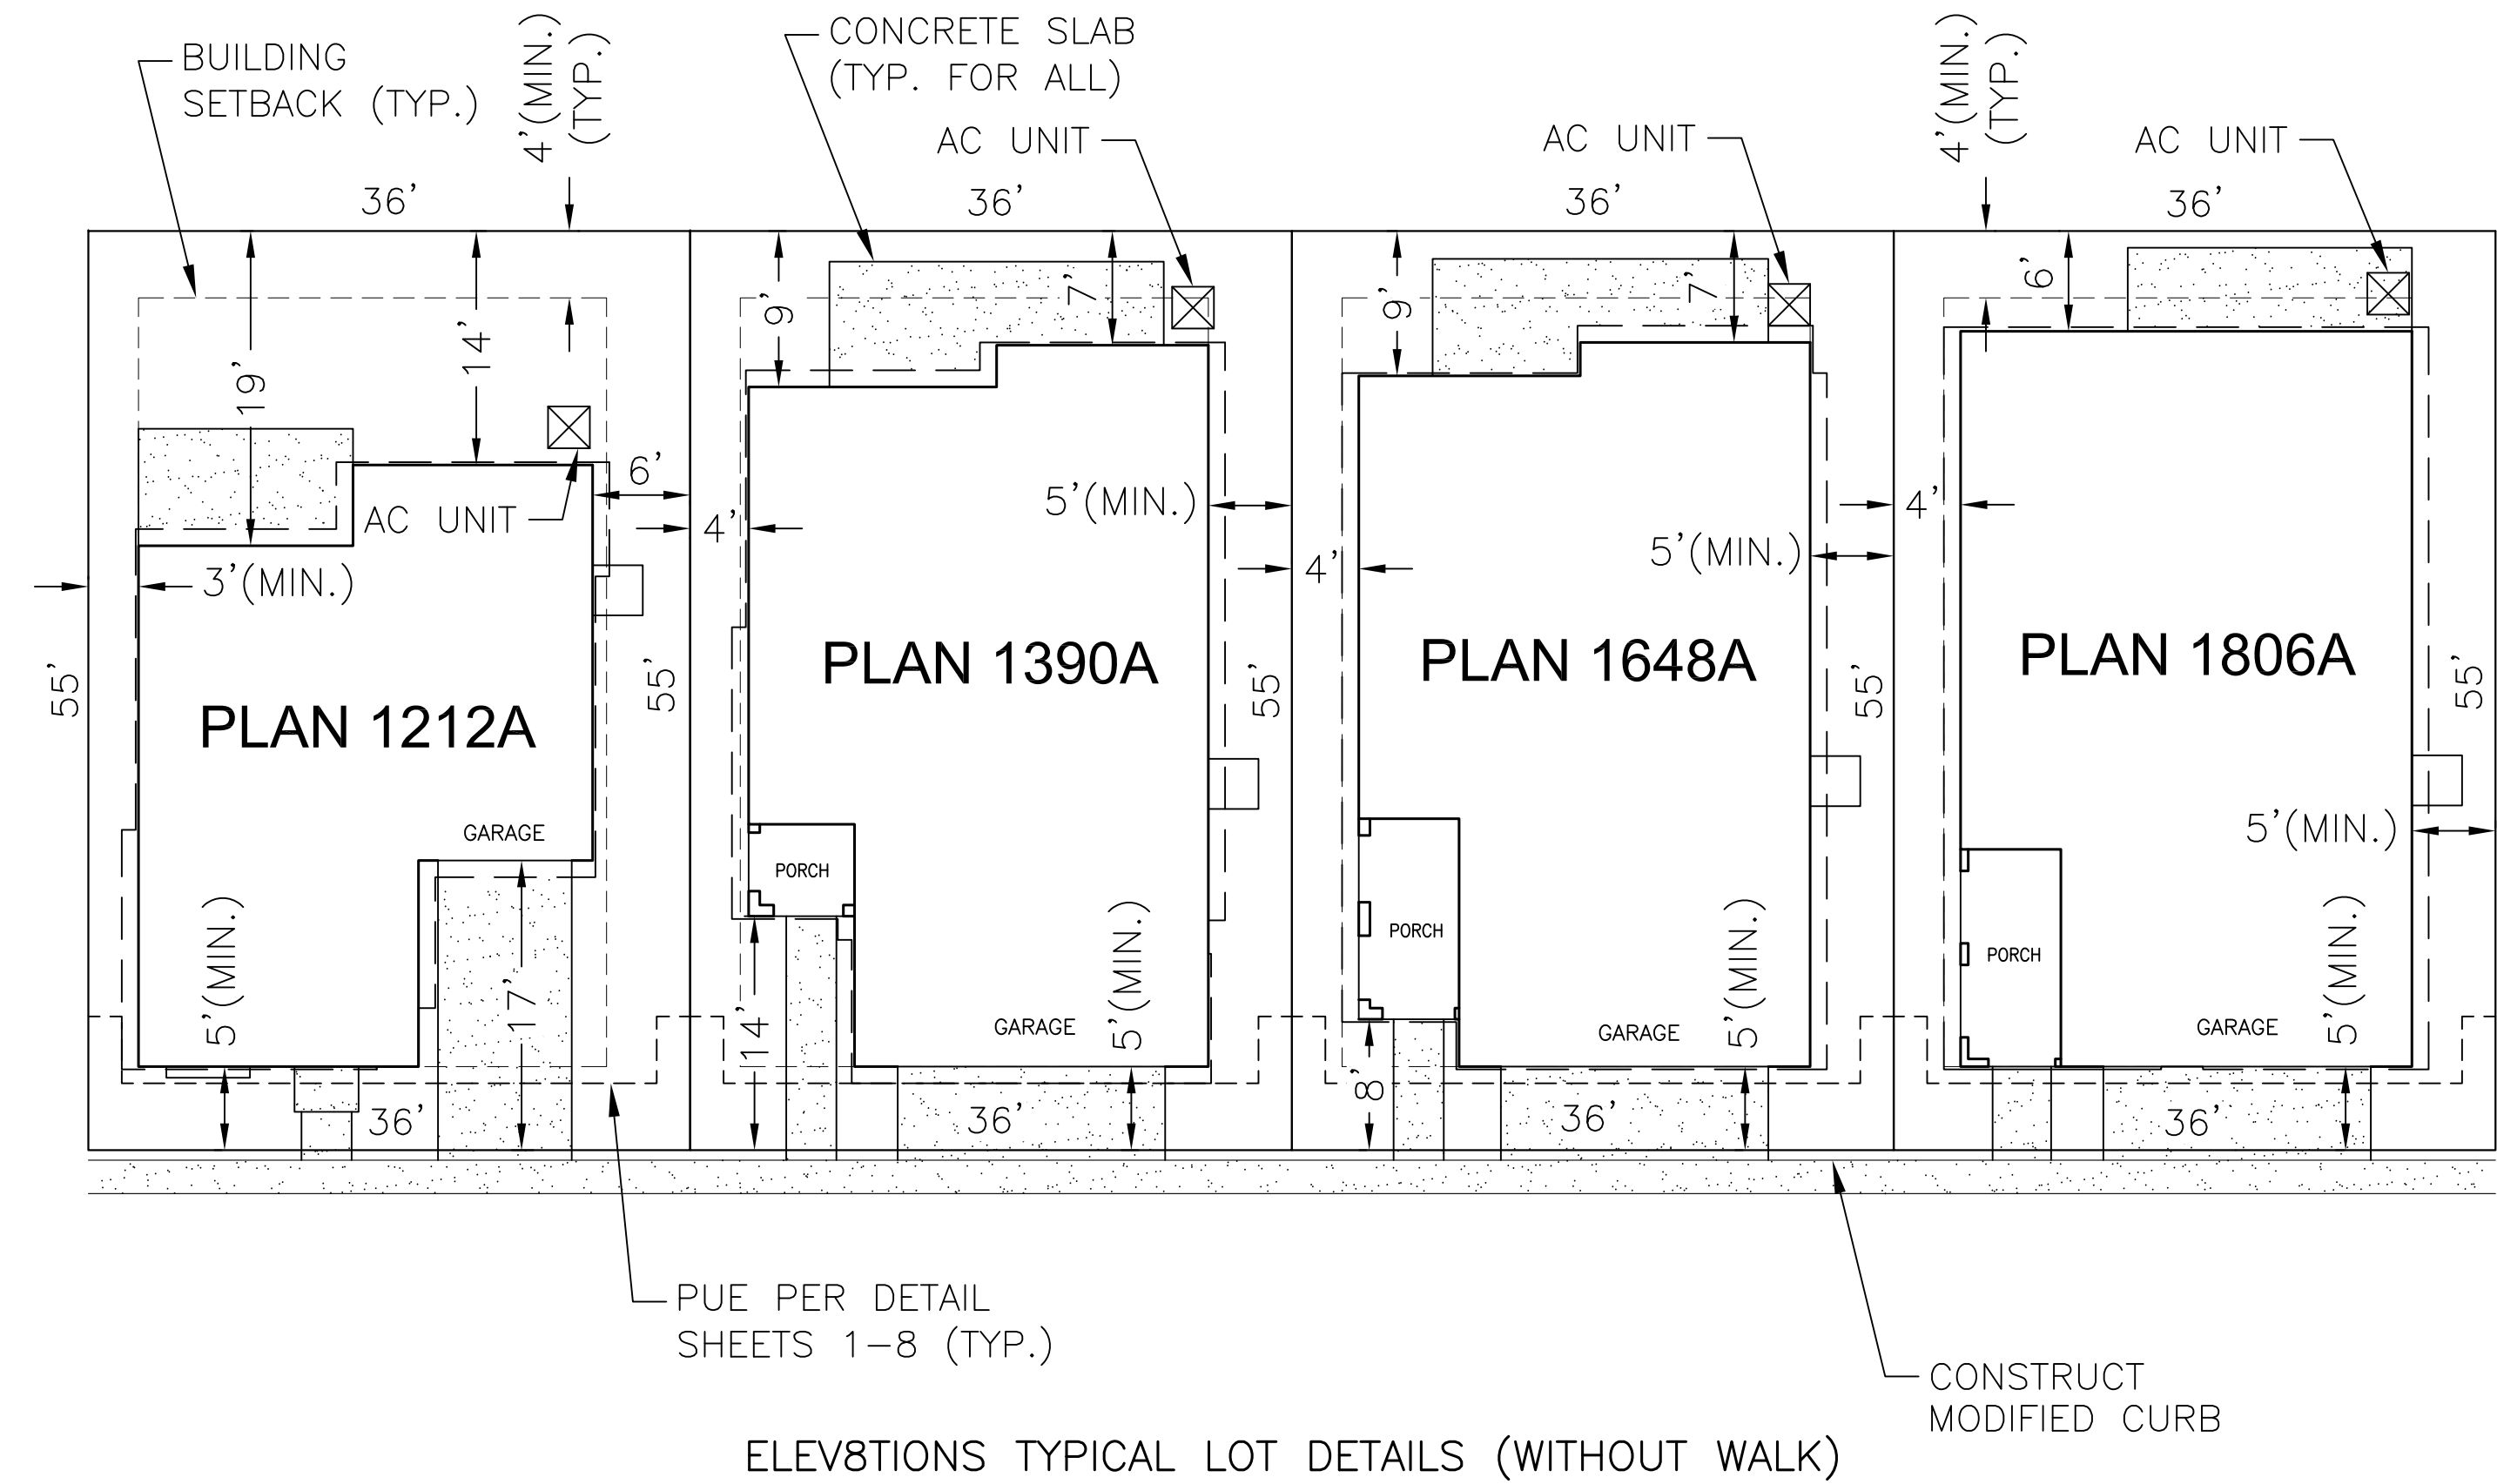 BUILDING
SETBACK (TYP.)
4'(MIN.)
(TYP.)
CONCRETE SLAB
(TYP. FOR ALL)
AC UNIT
AC UNIT
4'(MIN.)
(TYP.)
AC UNIT
36'
36'
36'
36'
19'
14'
9'
7'
9'
7'
6'
AC UNIT
6'
4'
5'(MIN.)
4'
5'(MIN.)
4'
3'(MIN.)
55'
55'
55'
55'
55'
PLAN 1212A
PLAN 1390A
PLAN 1648A
PLAN 1806A
5'(MIN.)
GARAGE
PORCH
PORCH
PORCH
5'(MIN.)
17'
14'
GARAGE
5'(MIN.)
8'
GARAGE
5'(MIN.)
GARAGE
5'(MIN.)
36'
36'
36'
36'
PUE PER DETAIL
SHEETS 1-8 (TYP.)
CONSTRUCT
MODIFIED CURB
ELEV8TIONS TYPICAL LOT DETAILS (WITHOUT WALK)